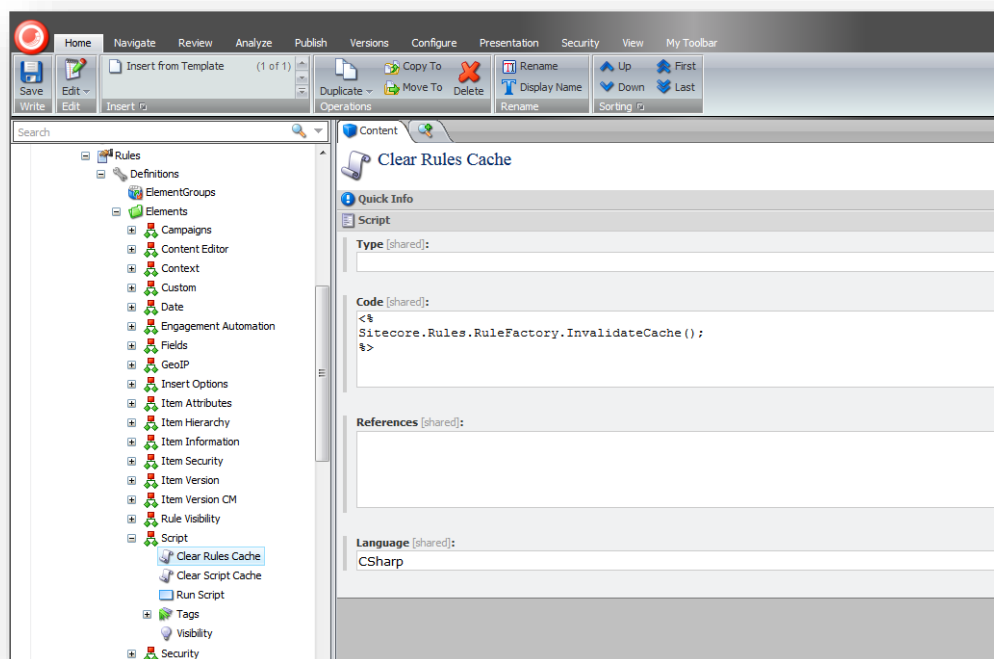 Home Navigate Review Analyze Publish Versions Configure Presentation Security View My Toolbar
Save
Write
Edit
Edit
Insert from Template (1 of 1)
Insert
Duplicate
Copy To
Move To
Delete
Operations
Rename
Display Name
Rename
Up
Down
First
Last
Sorting
Search
Rules
Definitions
ElementGroups
Elements
Campaigns
Content Editor
Context
Custom
Date
Engagement Automation
Fields
GeoIP
Insert Options
Item Attributes
Item Hierarchy
Item Information
Item Security
Item Version
Item Version CM
Rule Visibility
Script
Clear Rules Cache
Clear Script Cache
Run Script
Tags
Visibility
Security
Content
Clear Rules Cache
Quick Info
Script
Type [shared]:
Code [shared]:
<%
Sitecore.Rules.RuleFactory.InvalidateCache();
%>
References [shared]:
Language [shared]:
CSharp